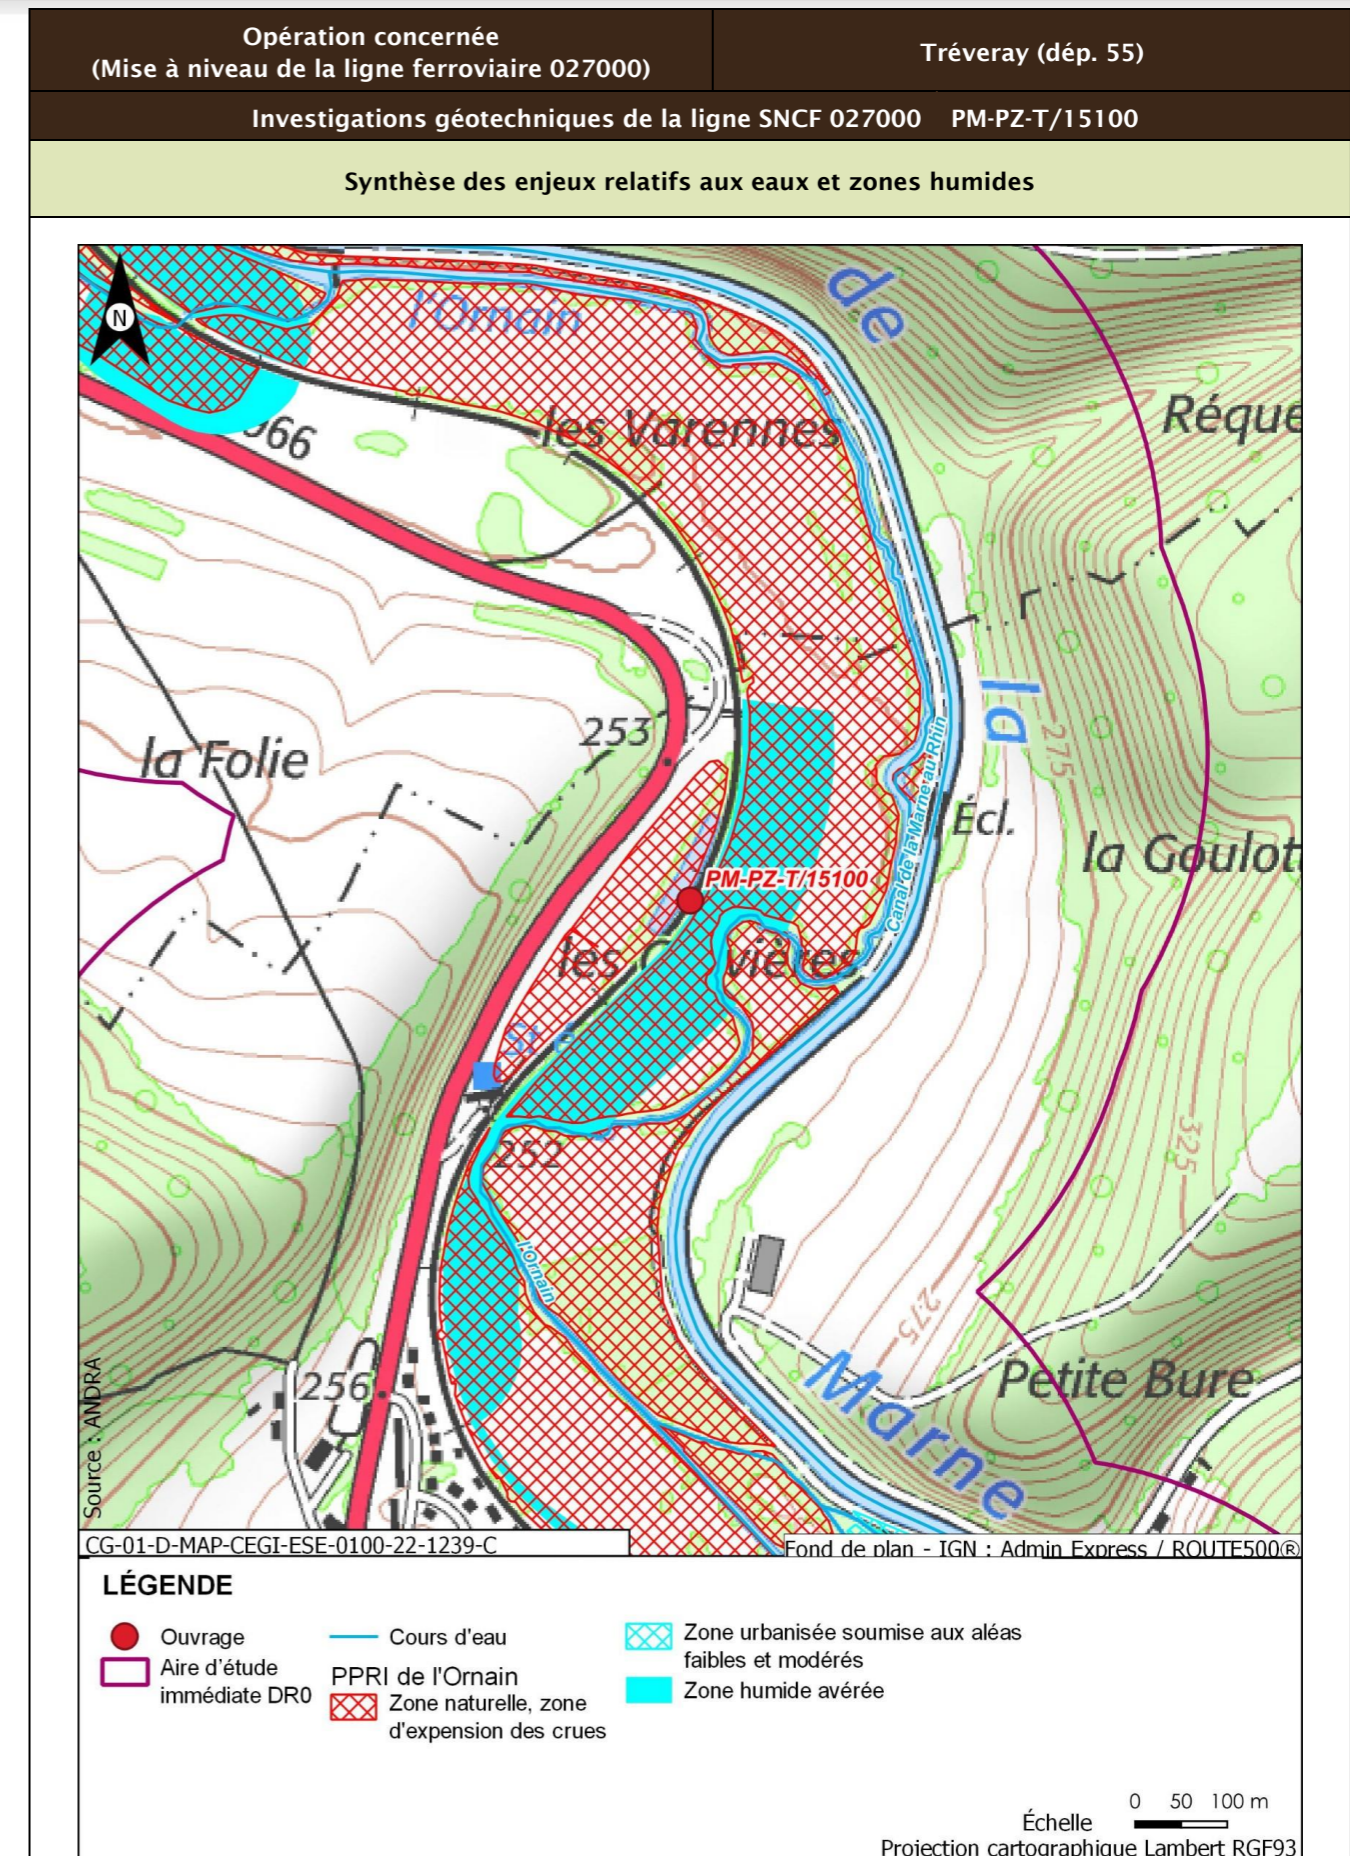 Opération concernée
(Mise à niveau de la ligne ferroviaire 027000)
Tréveray (dép. 55)
Investigations géotechniques de la ligne SNCF 027000 PM-PZ-T/15100
Synthèse des enjeux relatifs aux eaux et zones humides
de
l'Ornain
N
les Varennes
966
Réque
253
la
275
la Folie
Canal de la Marne au Rhin
Écl.
la Goulot
PM-PZ-T/15100
les
vières
252
325
l'Ornain
275
Marne
Petite Bure
256
Source : ANDRA
CG-01-D-MAP-CEGI-ESE-0100-22-1239-C
Fond de plan - IGN : Admin Express / ROUTE500®
LÉGENDE
Ouvrage
Aire d'étude
immédiate DR0
Cours d'eau
PPRI de l'Ornain
Zone naturelle, zone
d'expension des crues
Zone urbanisée soumise aux aléas
faibles et modérés
Zone humide avérée
0 50 100 m
Échelle
Projection cartographique Lambert RGF93